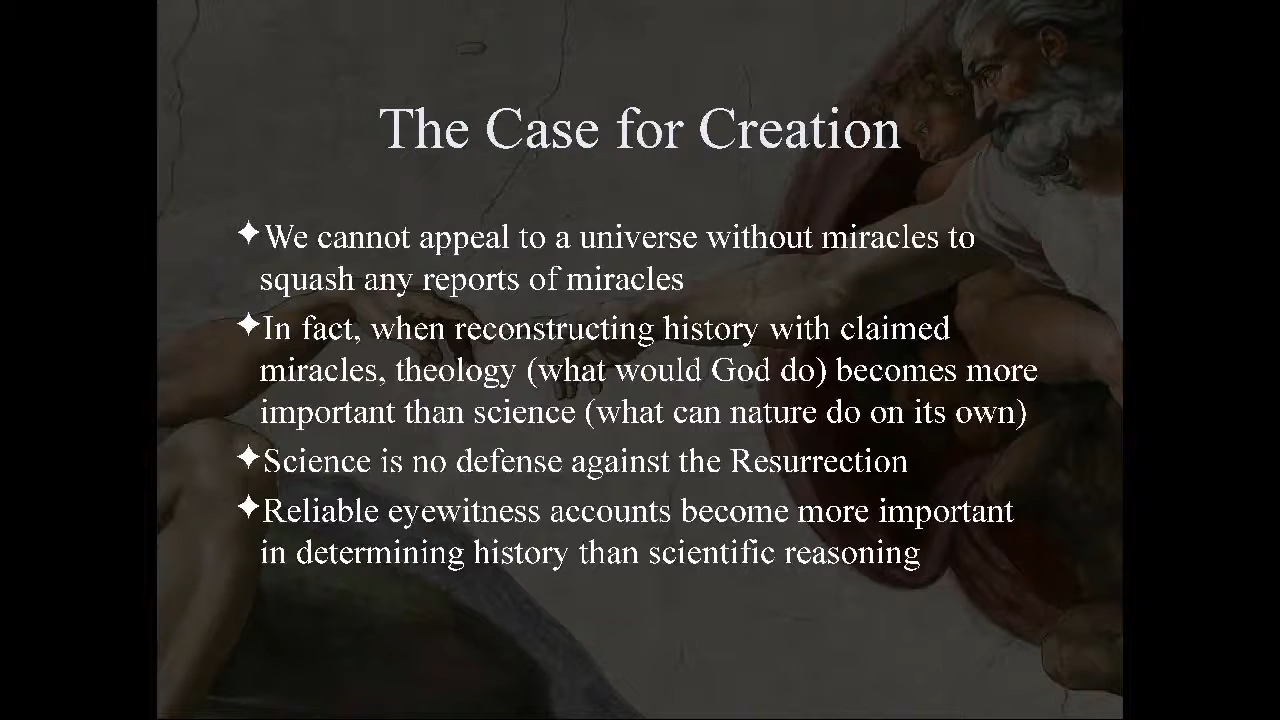 The Case for Creation
✦We cannot appeal to a universe without miracles to
squash any reports of miracles
✦In fact, when reconstructing history with claimed
miracles, theology (what would God do) becomes more
important than science (what can nature do on its own)
✦Science is no defense against the Resurrection
✦Reliable eyewitness accounts become more important
in determining history than scientific reasoning